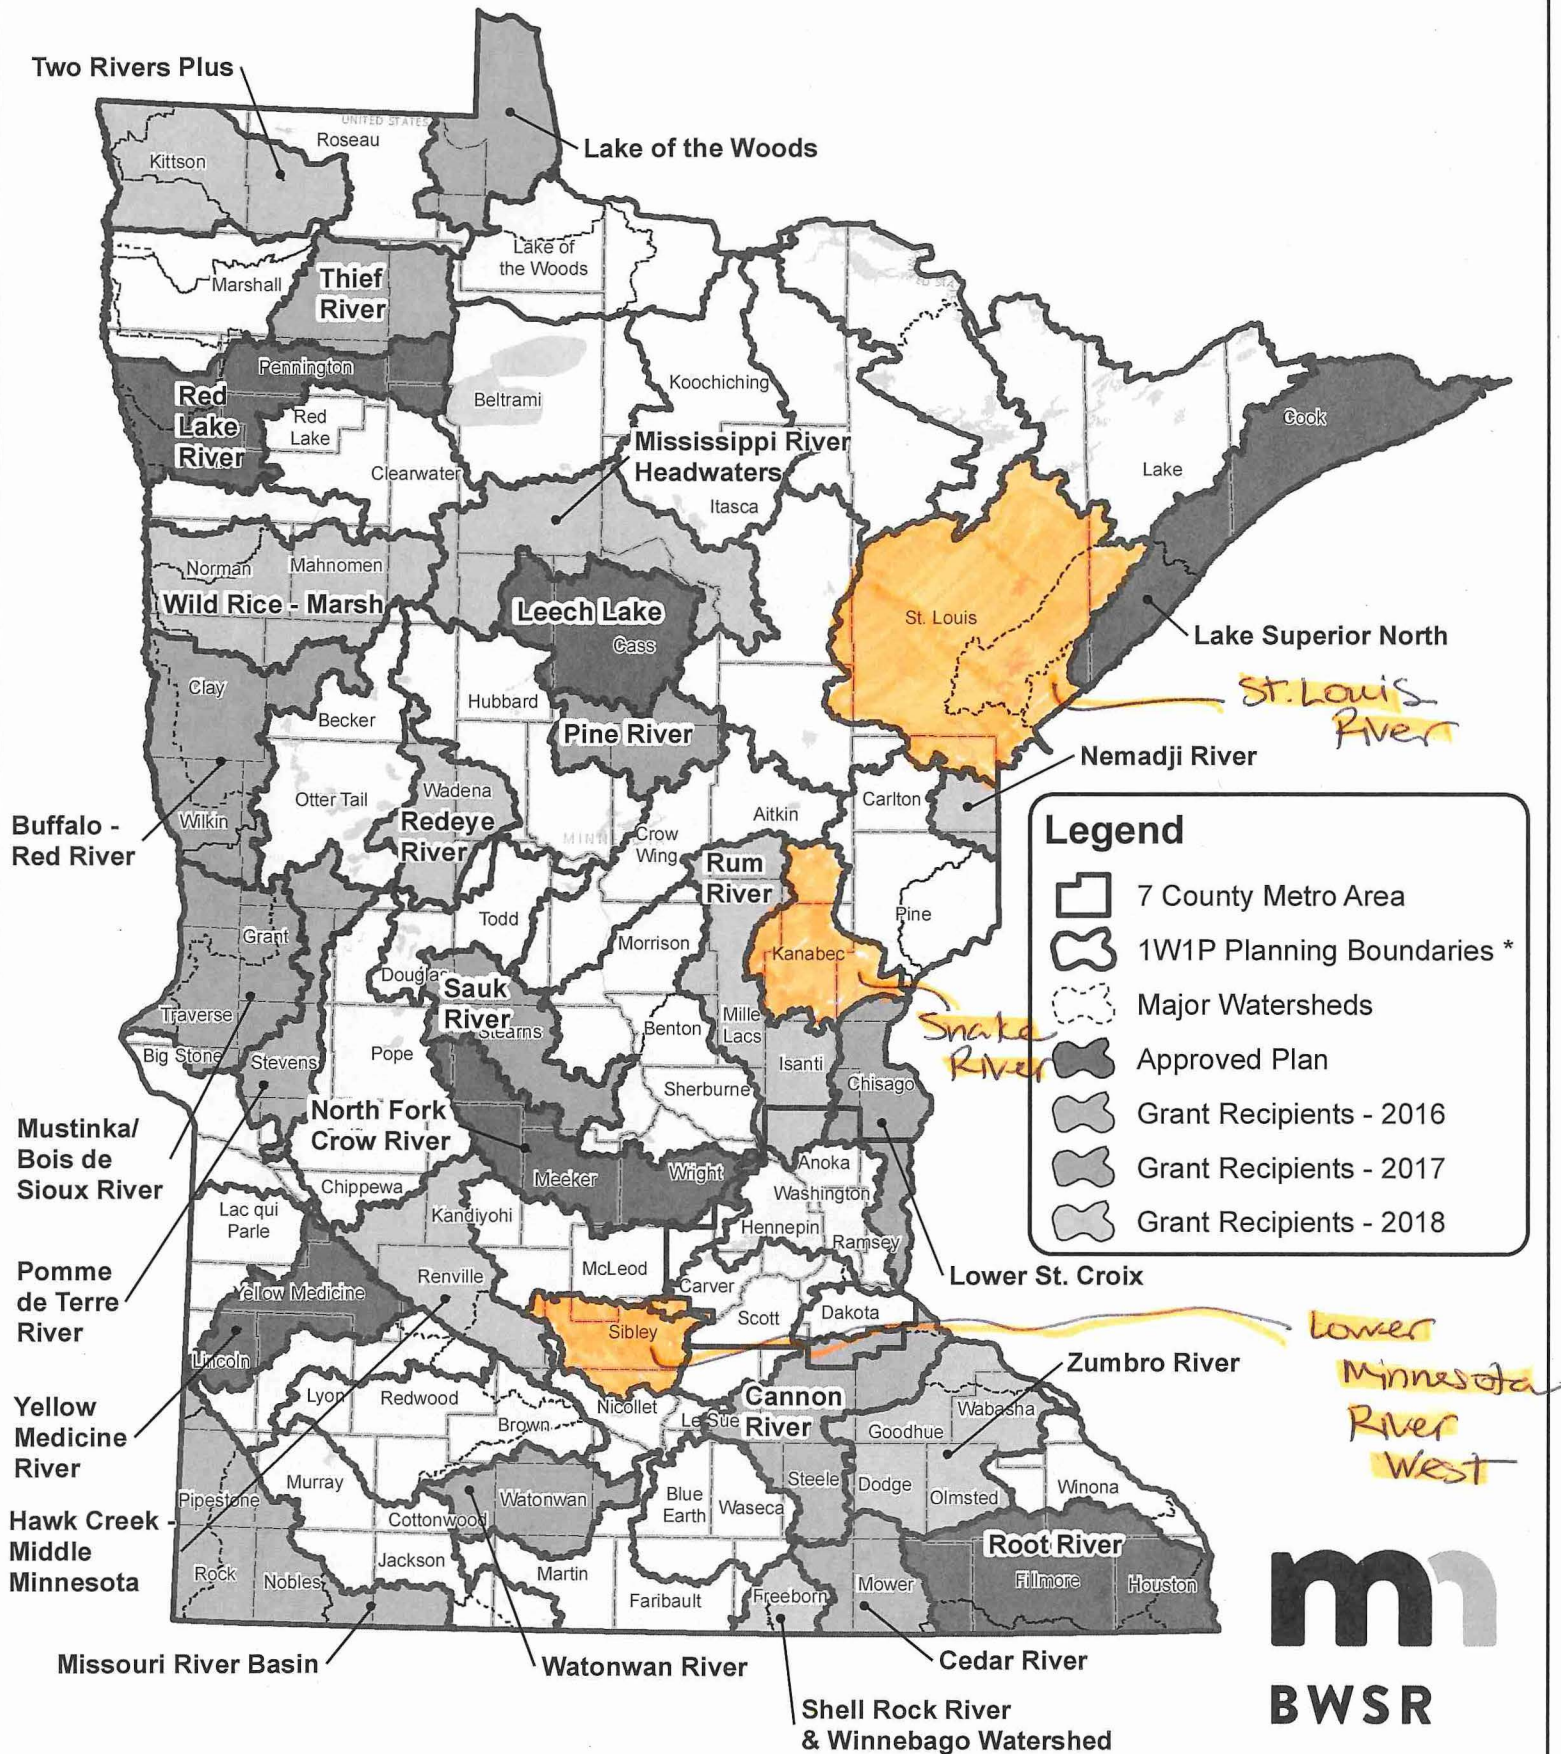 Two Rivers Plus
UNITED STATES
Roseau
Kittson
Lake of the Woods
Lake of
the Woods
Marshall
Thief
River
Pennington
Red
Lake
River
Red
Lake
Beltrami
Koochiching
Cook
Clearwater
Mississippi River
Headwaters
Lake
Itasca
Norman
Mahnomen
Wild Rice - Marsh
Leech Lake
Cass
St. Louis
Lake Superior North
Clay
Hubbard
Becker
St. Louis
River
Pine River
Nemadji River
Otter Tail
Wadena
Carlton
Aitkin
Wilkin
Redeye
River
Crow
Wing
Buffalo -
Red River
Rum
River
Legend
7 County Metro Area
1W1P Planning Boundaries *
Major Watersheds
Approved Plan
Grant Recipients - 2016
Grant Recipients - 2017
Grant Recipients - 2018
Pine
Todd
Grant
Morrison
Kanabec
Douglas
Sauk
River
Stearns
Traverse
Mille
Lacs
Benton
Snake
River
Big Stone
Stevens
Pope
Isanti
Chisago
Sherburne
North Fork
Crow River
Mustinka/
Bois de
Sioux River
Meeker
Wright
Anoka
Chippewa
Washington
Lac qui
Parle
Kandiyohi
Hennepin
Ramsey
Pomme
de Terre
River
Renville
McLeod
Carver
Lower St. Croix
Yellow Medicine
Scott
Dakota
Sibley
Lower
Minnesota
River
West
Lincoln
Zumbro River
Lyon
Redwood
Nicollet
Cannon
River
Yellow
Medicine
River
Brown
Le Sue
Goodhue
Wabasha
Murray
Pipestone
Watonwan
Blue
Earth
Waseca
Steele
Dodge
Olmsted
Winona
Cottonwood
Hawk Creek -
Middle
Minnesota
Root River
Jackson
Rock
Nobles
Martin
Faribault
Freeborn
Mower
Fillmore
Houston
Missouri River Basin
Watonwan River
Cedar River
Shell Rock River
& Winnebago Watershed
mn
BWSR